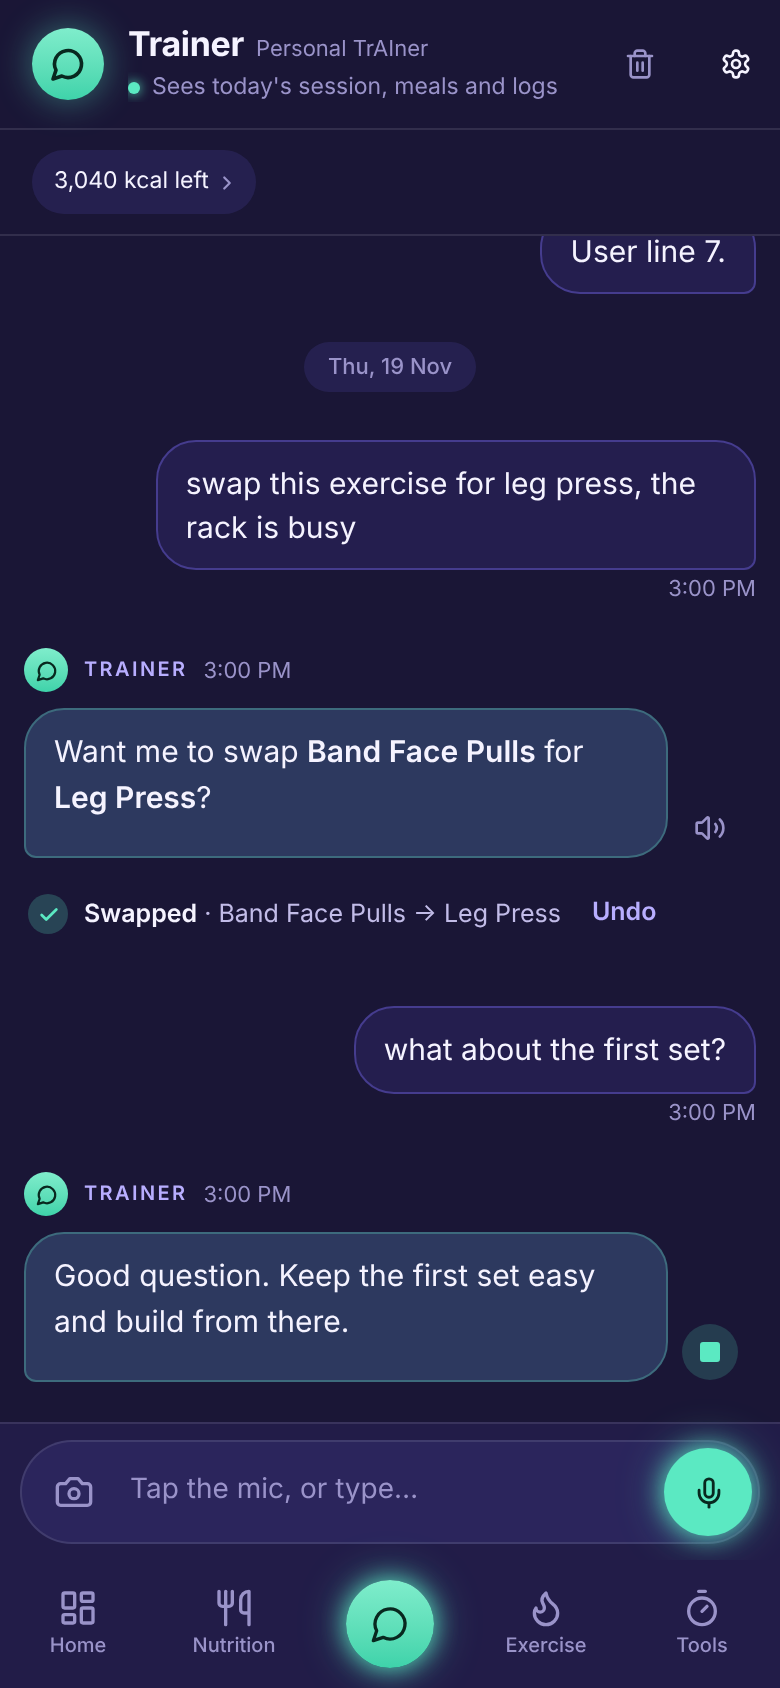 Trainer Personal TrAIner
Sees today's session, meals and logs
3,040 kcal left
User line 7.
Thu, 19 Nov
swap this exercise for leg press, the
rack is busy
3:00 PM
TRAINER 3:00 PM
Want me to swap Band Face Pulls for
Leg Press?
Swapped · Band Face Pulls → Leg Press Undo
what about the first set?
3:00 PM
TRAINER 3:00 PM
Good question. Keep the first set easy
and build from there.
Tap the mic, or type...
Home Nutrition Exercise Tools